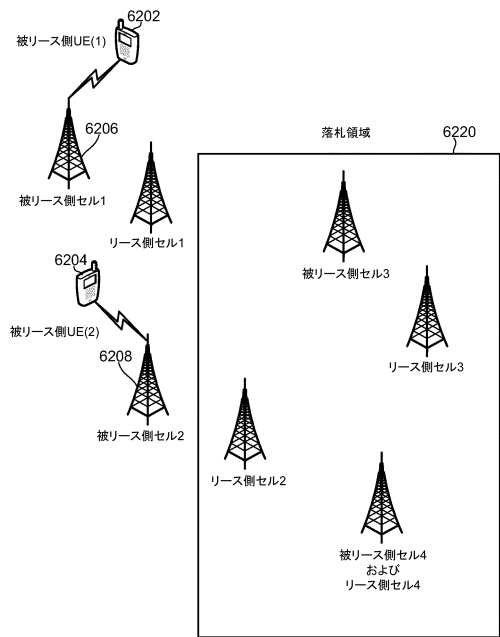 6202
被リース側UE(1)
6206
被リース側セル1
リース側セル1
落札領域
6220
被リース側セル3
6204
被リース側UE(2)
6208
被リース側セル2
リース側セル3
リース側セル2
被リース側セル4
および
リース側セル4